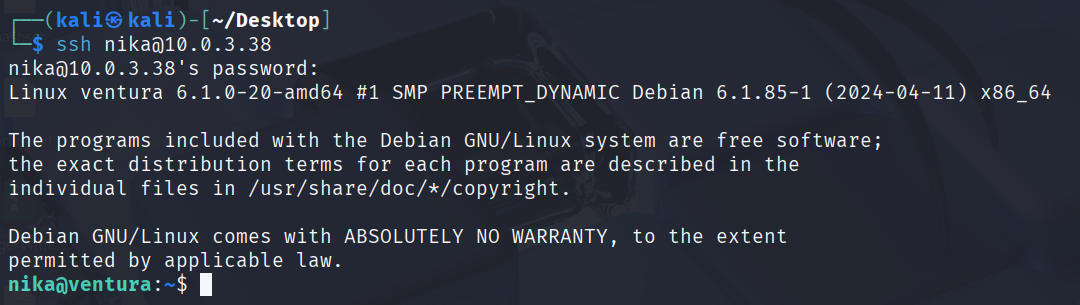 ┌──(kali㉿kali)-[~/Desktop]
└─$ ssh nika@10.0.3.38
nika@10.0.3.38's password:
Linux ventura 6.1.0-20-amd64 #1 SMP PREEMPT_DYNAMIC Debian 6.1.85-1 (2024-04-11) x86_64

The programs included with the Debian GNU/Linux system are free software;
the exact distribution terms for each program are described in the
individual files in /usr/share/doc/*/copyright.

Debian GNU/Linux comes with ABSOLUTELY NO WARRANTY, to the extent
permitted by applicable law.
nika@ventura:~$